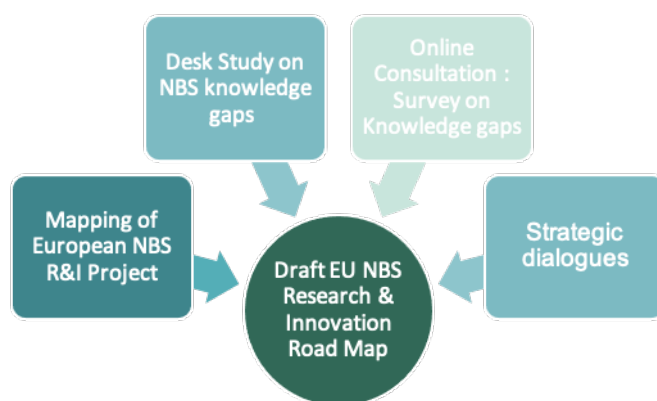 Desk Study on
NBS knowledge
gaps
Online
Consultation :
Survey on
Knowledge gaps
Mapping of
European NBS
R&I Project
Strategic
dialogues
Draft EU NBS
Research &
Innovation
Road Map